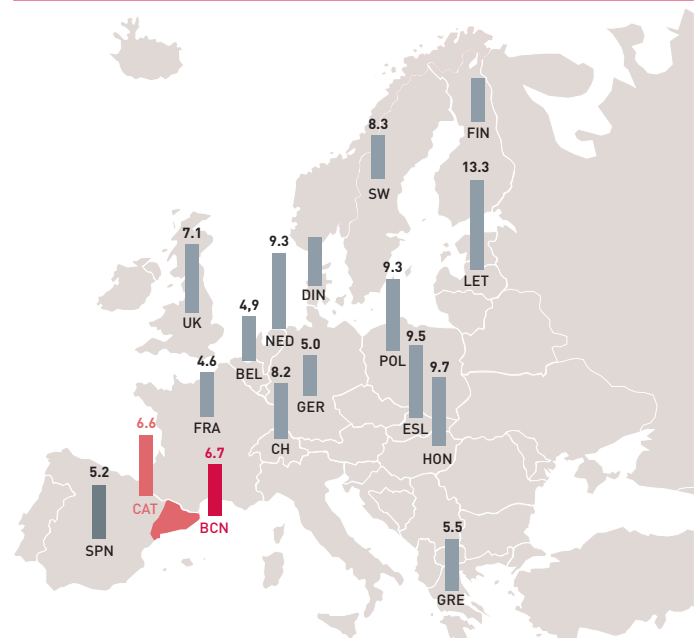 8.3
SW
FIN
13.3
LET
7.1
UK
9.3
NED
DIN
4,9
BEL
9.3
POL
5.0
GER
9.5
ESL
4.6
FRA
8.2
CH
9.7
HON
6.6
CAT
6.7
BCN
5.2
SPN
5.5
GRE